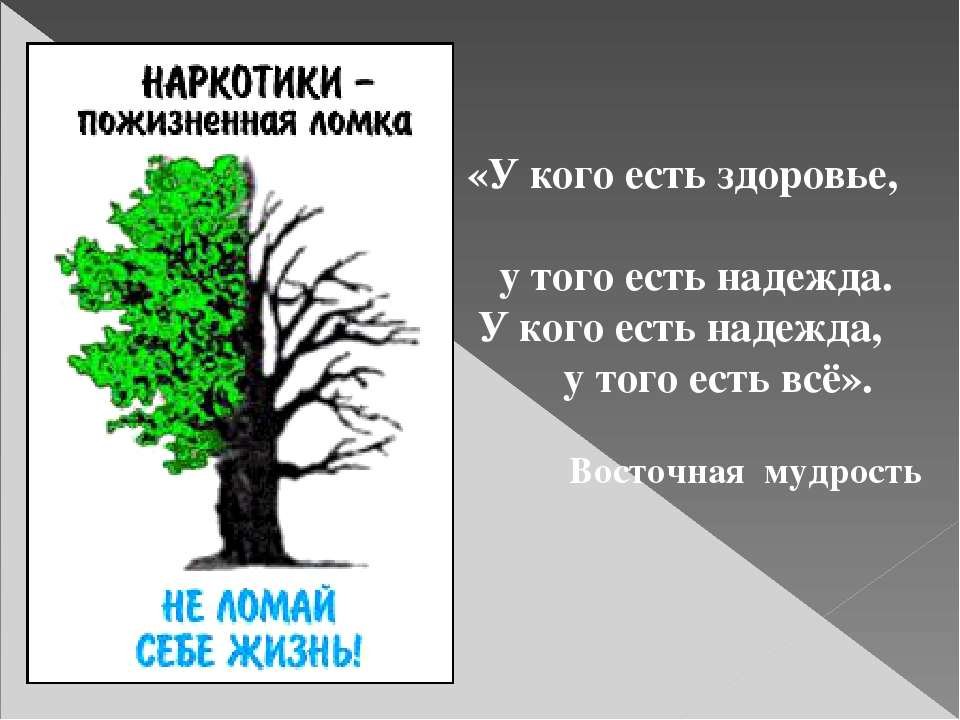 НАРКОТИКИ –
пожизненная ломка
НЕ ЛОМАЙ
СЕБЕ ЖИЗНЬ!
«У кого есть здоровье,
у того есть надежда.
У кого есть надежда,
у того есть всё».
Восточная мудрость